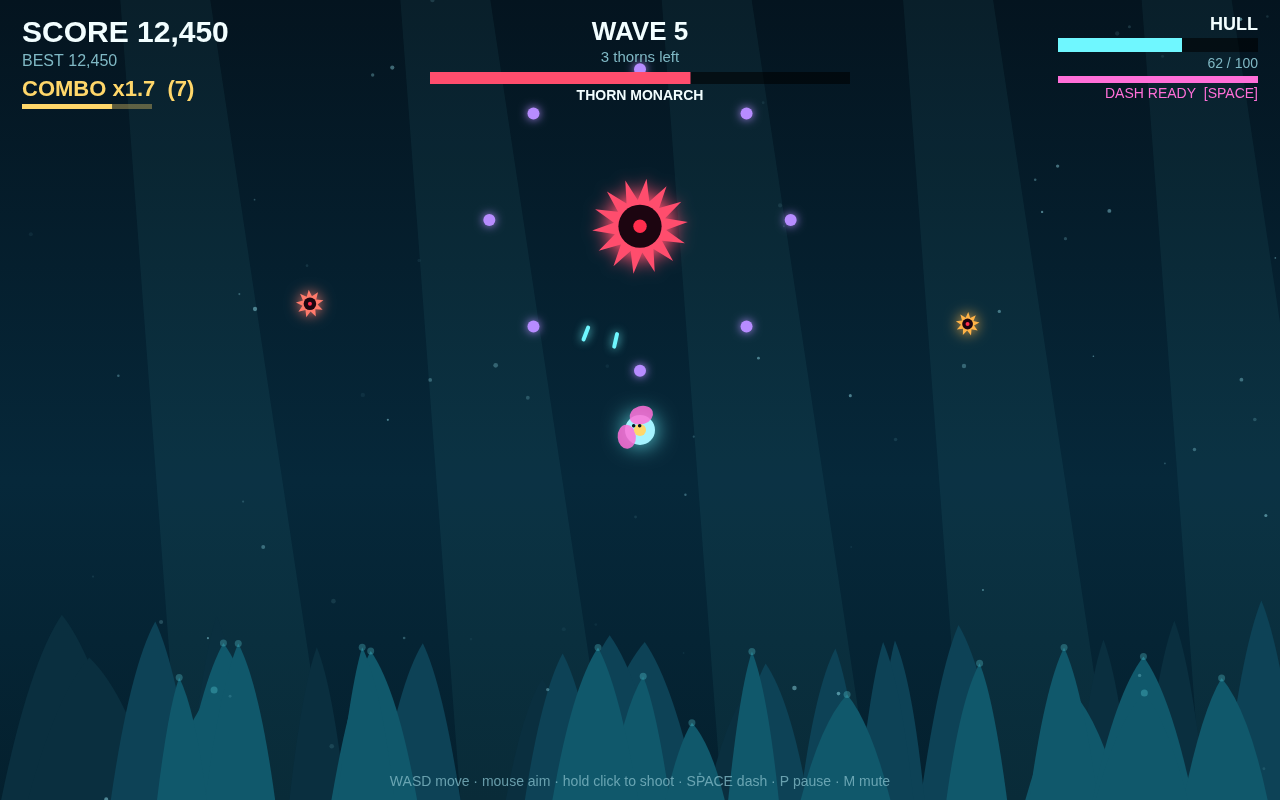 SCORE 12,450
BEST 12,450
COMBO x1.7 (7)
WAVE 5
3 thorns left
THORN MONARCH
HULL
62 / 100
DASH READY [SPACE]
WASD move · mouse aim · hold click to shoot · SPACE dash · P pause · M mute